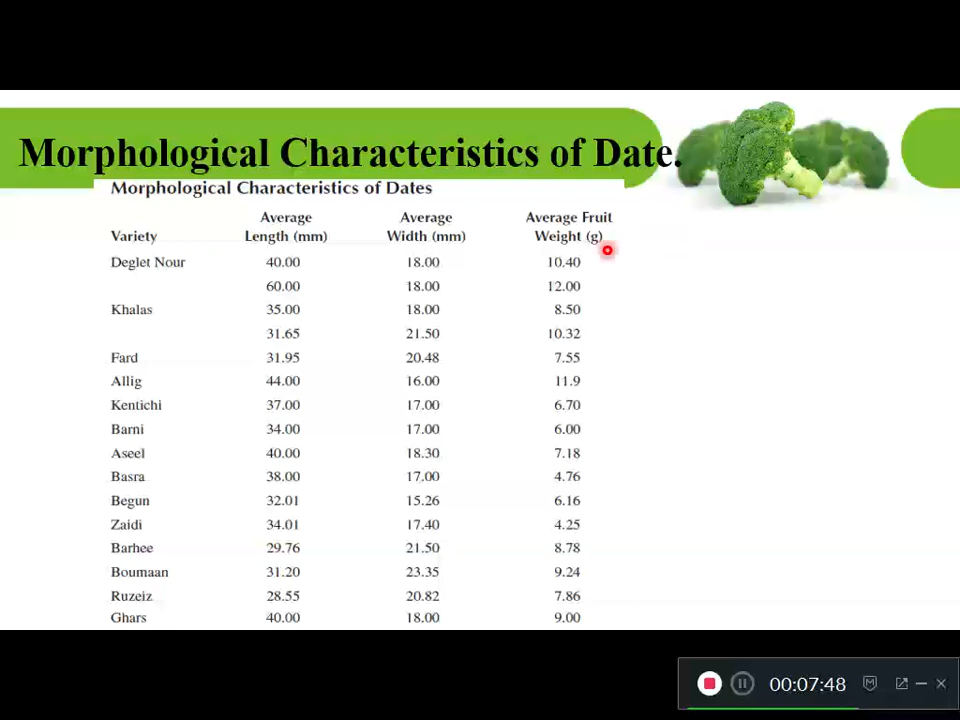 Morphological Characteristics of Date.
Morphological Characteristics of Dates
Average Average Average Fruit
Variety Length (mm) Width (mm) Weight (g)
Deglet Nour 40.00 18.00 10.40
60.00 18.00 12.00
Khalas 35.00 18.00 8.50
31.65 21.50 10.32
Fard 31.95 20.48 7.55
Allig 44.00 16.00 11.9
Kentichi 37.00 17.00 6.70
Barni 34.00 17.00 6.00
Aseel 40.00 18.30 7.18
Basra 38.00 17.00 4.76
Begun 32.01 15.26 6.16
Zaidi 34.01 17.40 4.25
Barhee 29.76 21.50 8.78
Boumaan 31.20 23.35 9.24
Ruzeiz 28.55 20.82 7.86
Ghars 40.00 18.00 9.00
00:07:48